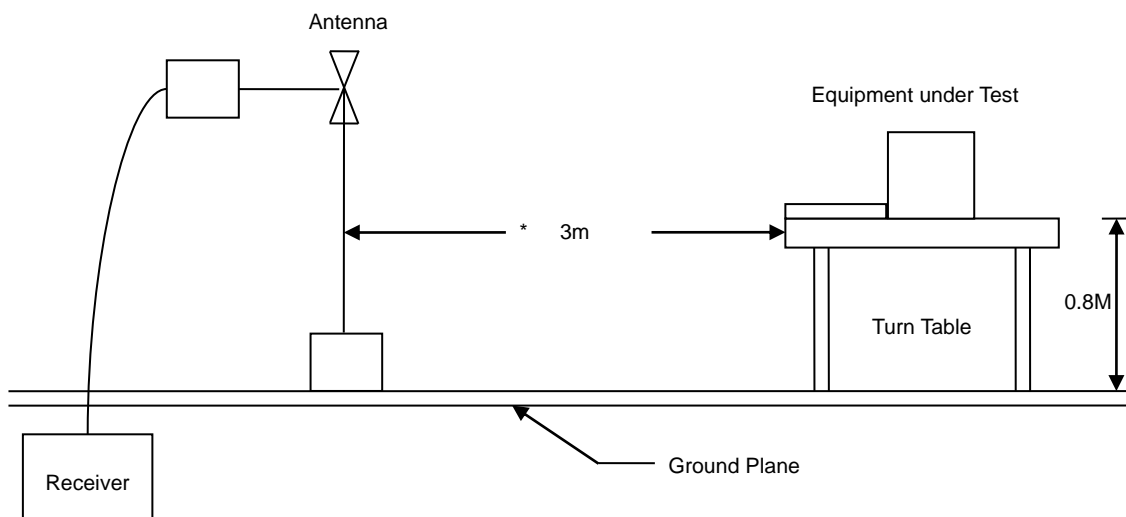 Antenna
Equipment under Test
* 3m
0.8M
Turn Table
Ground Plane
Receiver